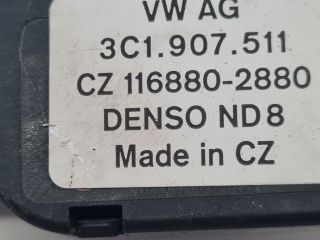 VW AG
3C1.907.511
CZ 116880-2880
DENSO ND8
Made in CZ